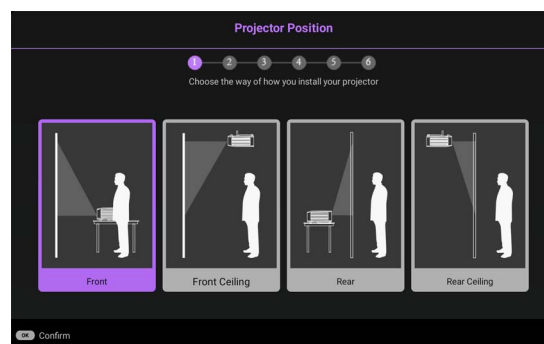 Projector Position
1 2 3 4 5 6
Choose the way of how you install your projector
Front
Front Ceiling
Rear
Rear Ceiling
OK Confirm